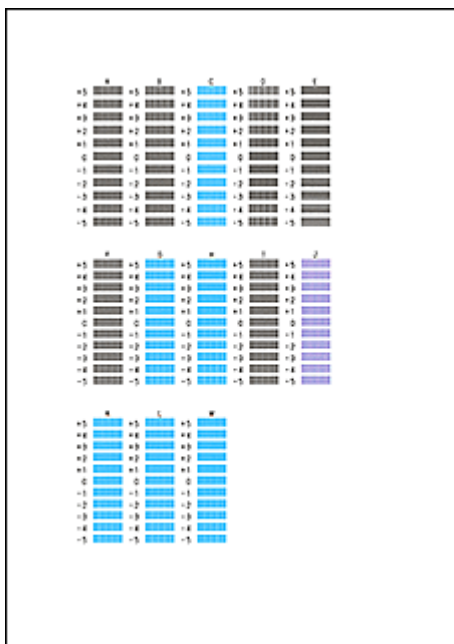 A B C D E
+5 +5 +5 +5 +5
+4 +4 +4 +4 +4
+3 +3 +3 +3 +3
+2 +2 +2 +2 +2
+1 +1 +1 +1 +1
0 0 0 0 0
-1 -1 -1 -1 -1
-2 -2 -2 -2 -2
-3 -3 -3 -3 -3
-4 -4 -4 -4 -4
-5 -5 -5 -5 -5
F G H I J
+5 +5 +5 +5 +5
+4 +4 +4 +4 +4
+3 +3 +3 +3 +3
+2 +2 +2 +2 +2
+1 +1 +1 +1 +1
0 0 0 0 0
-1 -1 -1 -1 -1
-2 -2 -2 -2 -2
-3 -3 -3 -3 -3
-4 -4 -4 -4 -4
-5 -5 -5 -5 -5
K L M
+5 +5 +5
+4 +4 +4
+3 +3 +3
+2 +2 +2
+1 +1 +1
0 0 0
-1 -1 -1
-2 -2 -2
-3 -3 -3
-4 -4 -4
-5 -5 -5